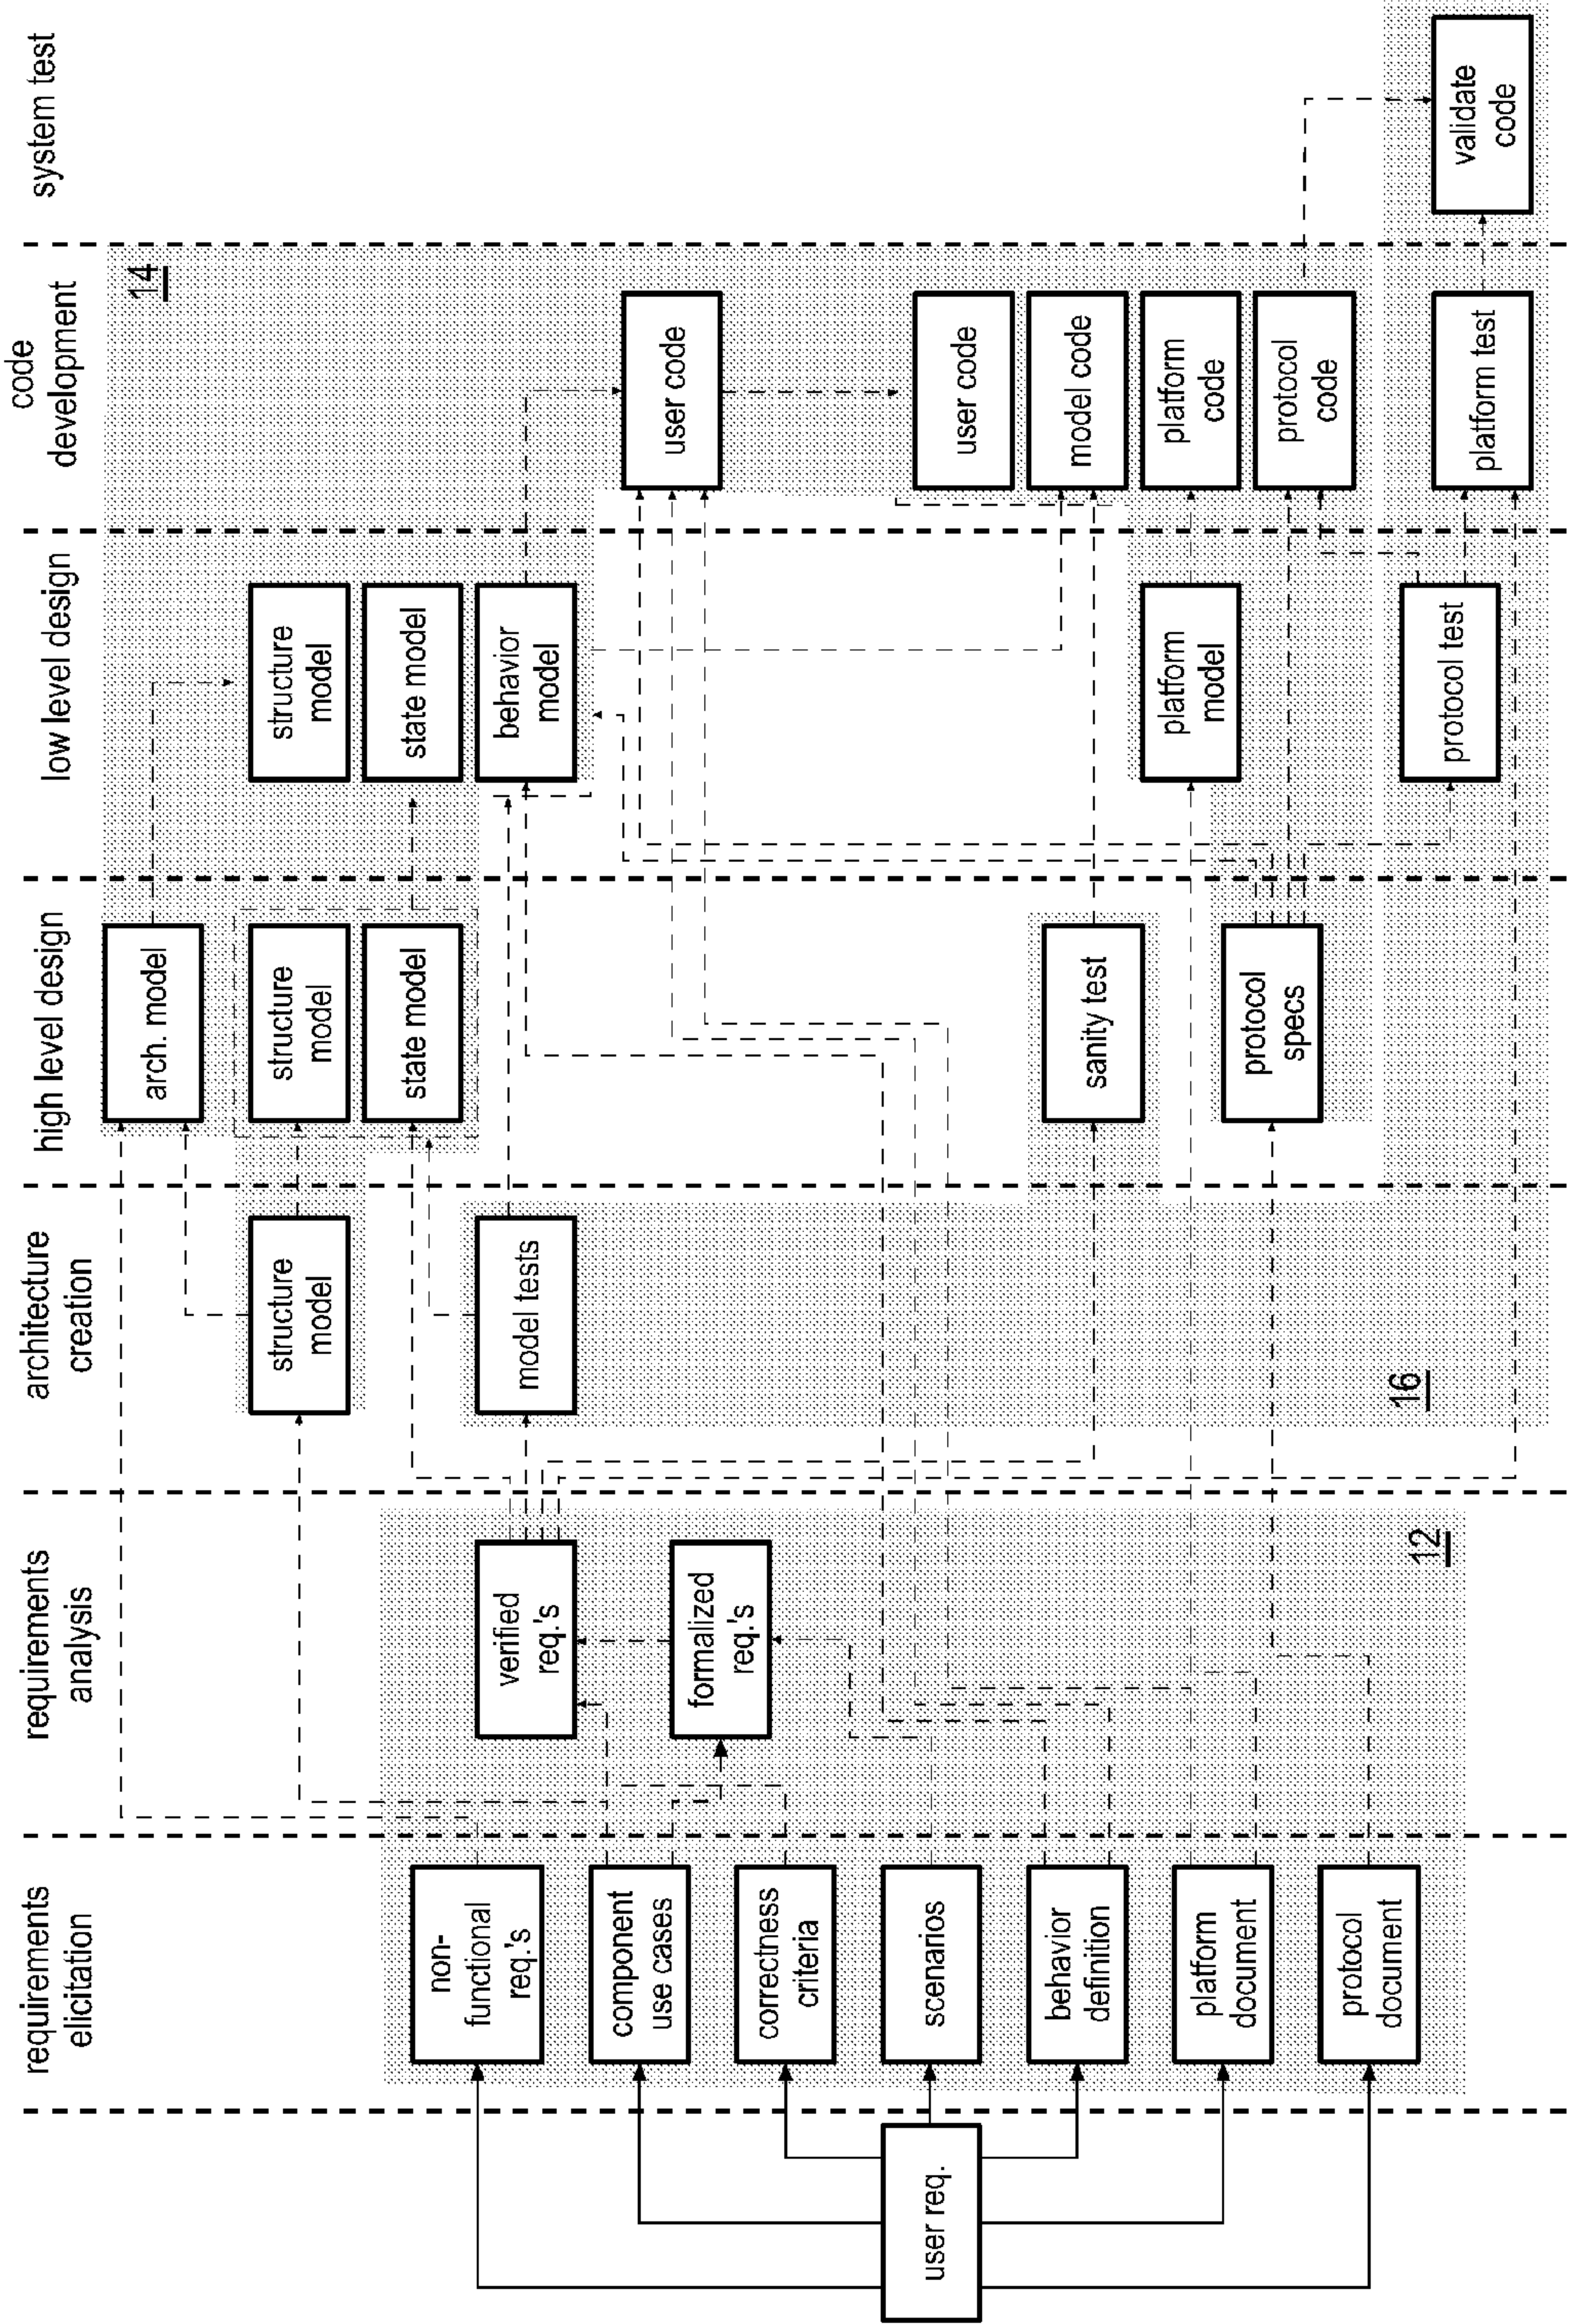 requirements
elicitation
requirements
analysis
architecture
creation
high level design
low level design
code
development
system test
user req.
non-
functional
req.'s
component
use cases
correctness
criteria
scenarios
behavior
definition
platform
document
protocol
document
verified
req.'s
formalized
req.'s
12
structure
model
model tests
16
arch. model
structure
model
state model
sanity test
protocol
specs
structure
model
state model
behavior
model
platform
model
protocol test
14
user code
user code
model code
platform
code
protocol
code
platform test
validate
code